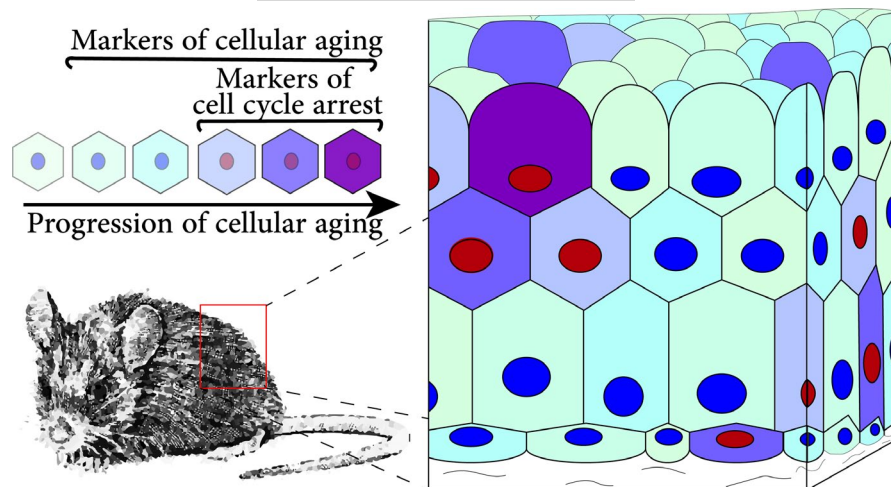 Markers of cellular aging
Markers of
cell cycle arrest
Progression of cellular aging